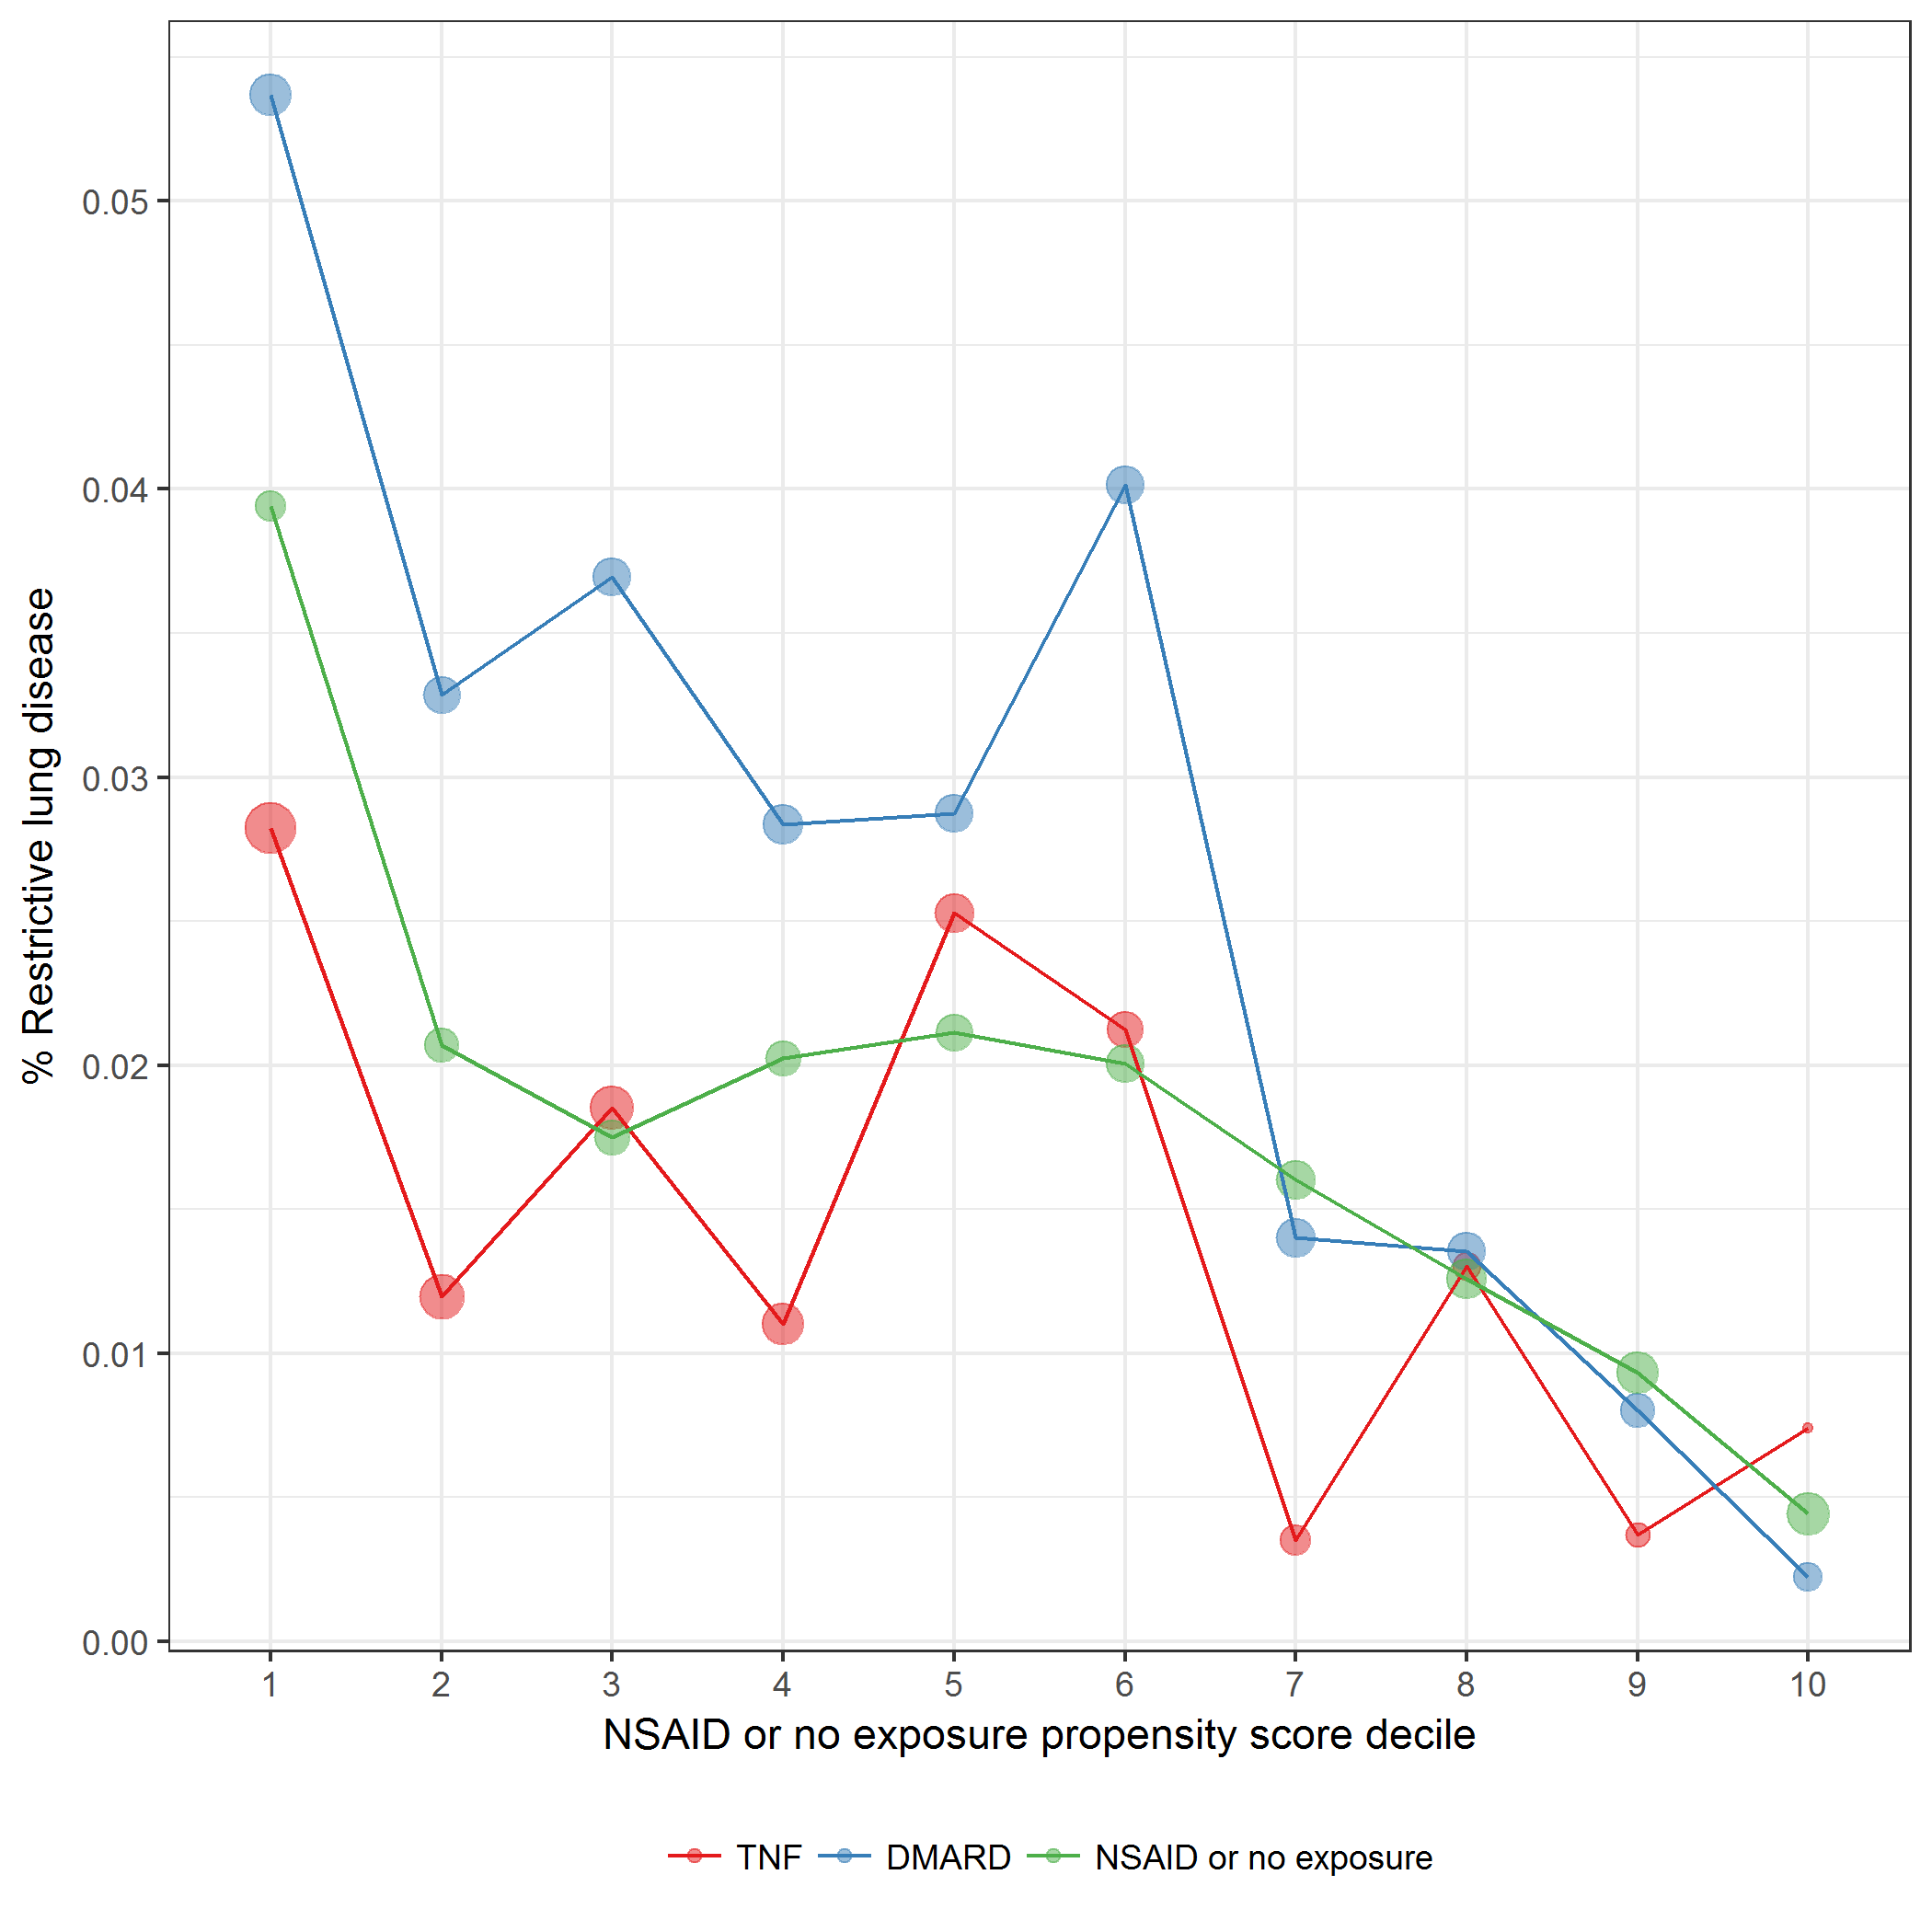 % Restrictive lung disease
0.05
0.04
0.03
0.02
0.01
0.00
1 2 3 4 5 6 7 8 9 10
NSAID or no exposure propensity score decile
TNF DMARD NSAID or no exposure